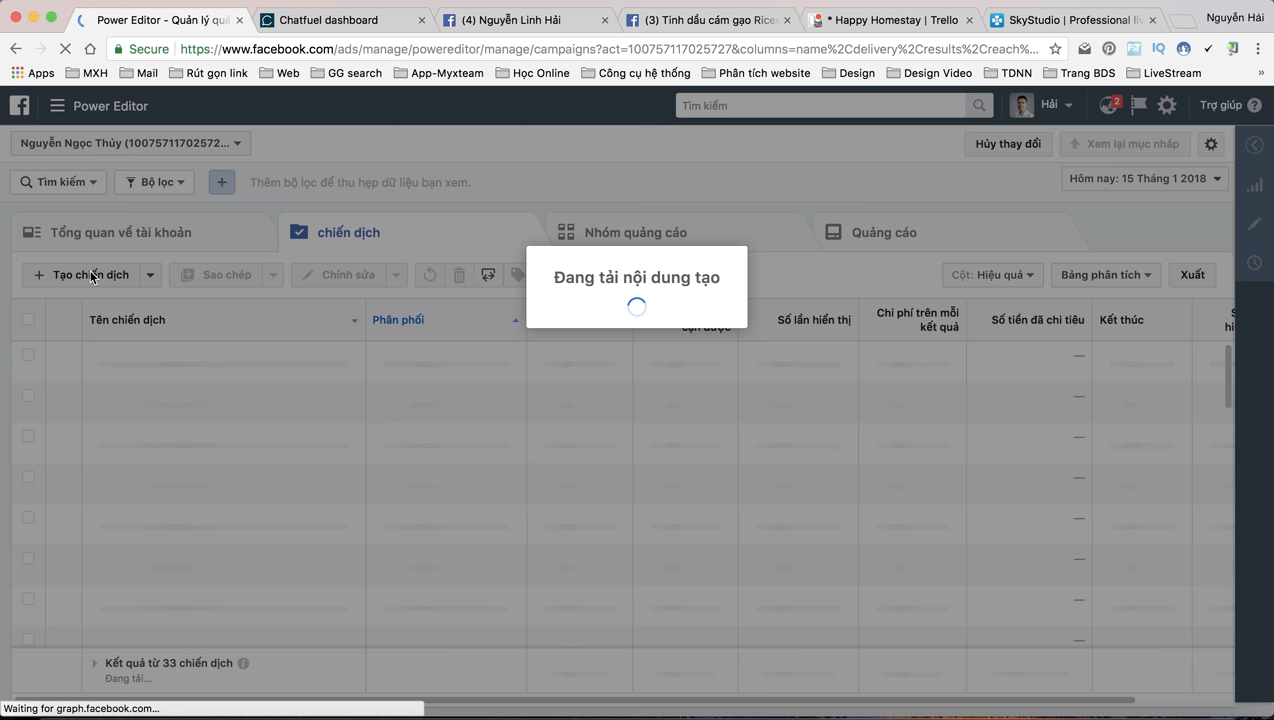 Power Editor - Quản lý quả
Chatfuel dashboard
(4) Nguyễn Linh Hải
(3) Tinh dầu cám gạo Ricee
* Happy Homestay | Trello
SkyStudio | Professional liv
Nguyễn Hải
Secure
https://www.facebook.com/ads/manage/powereditor/manage/campaigns?act=100757117025727&columns=name%2Cdelivery%2Cresults%2Creach%...
Apps
MXH
Mail
Rút gọn link
Web
GG search
App-Myxteam
Học Online
Công cụ hệ thống
Phân tích website
Design
Design Video
TDNN
Trang BDS
LiveStream
»
Power Editor
Tìm kiếm
Hải
2
Trợ giúp
Nguyễn Ngọc Thủy (10075711702572...
Hủy thay đổi
Xem lại mục nháp
Tìm kiếm
Bộ lọc
+
Thêm bộ lọc để thu hẹp dữ liệu bạn xem.
Hôm nay: 15 Tháng 1 2018
Tổng quan về tài khoản
chiến dịch
Nhóm quảng cáo
Quảng cáo
+ Tạo chiến dịch
Sao chép
Chỉnh sửa
Cột: Hiệu quả
Bảng phân tích
Xuất
Đang tải nội dung tạo
Tên chiến dịch
Phân phối
cận được
Số lần hiển thị
Chi phí trên mỗi
kết quả
Số tiền đã chi tiêu
Kết thúc
Kết quả từ 33 chiến dịch
Đang tải...
Waiting for graph.facebook.com...